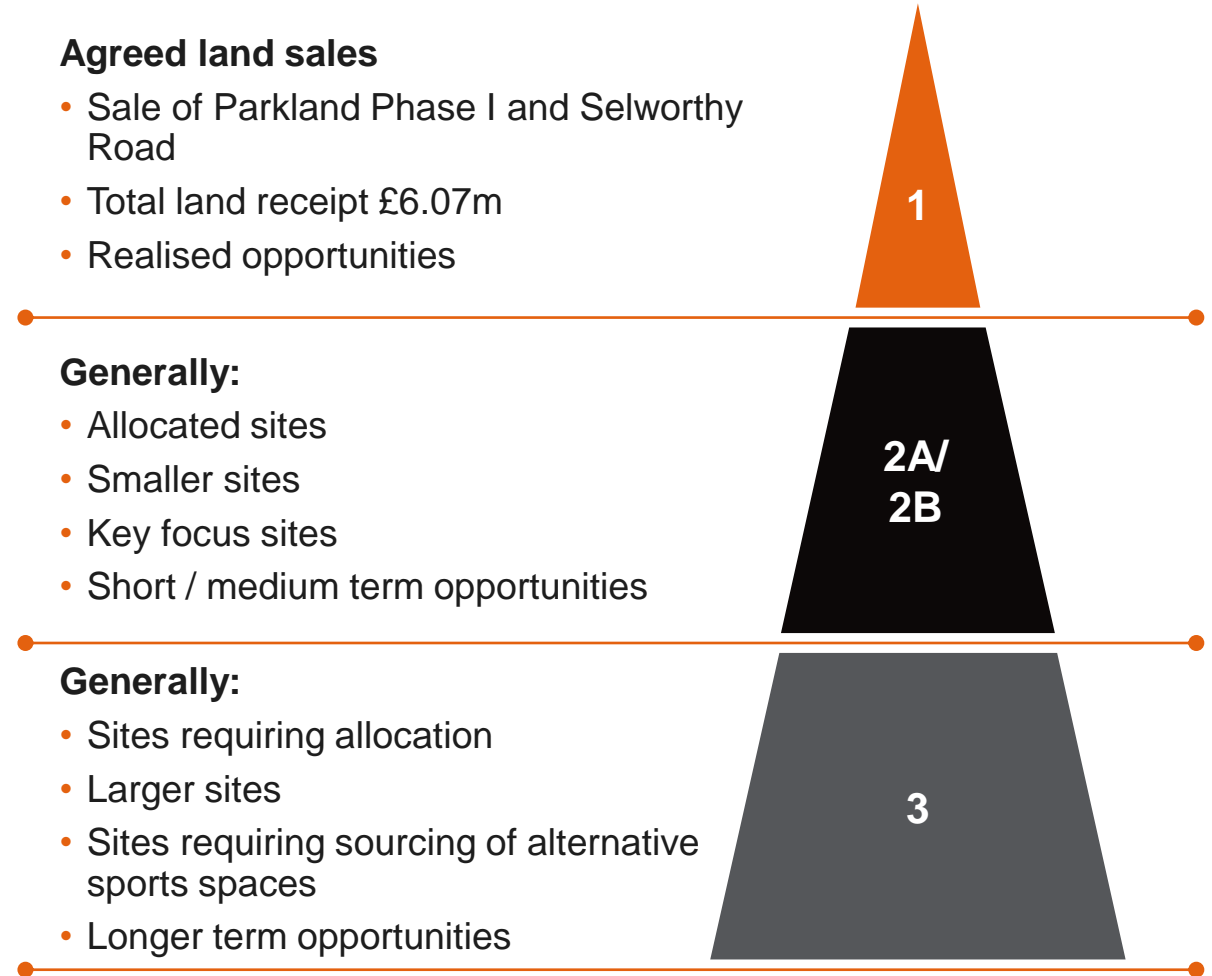 Agreed land sales
• Sale of Parkland Phase I and Selworthy
Road
• Total land receipt £6.07m
• Realised opportunities
1
Generally:
• Allocated sites
• Smaller sites
• Key focus sites
• Short / medium term opportunities
2A/
2B
Generally:
• Sites requiring allocation
• Larger sites
• Sites requiring sourcing of alternative
sports spaces
• Longer term opportunities
3